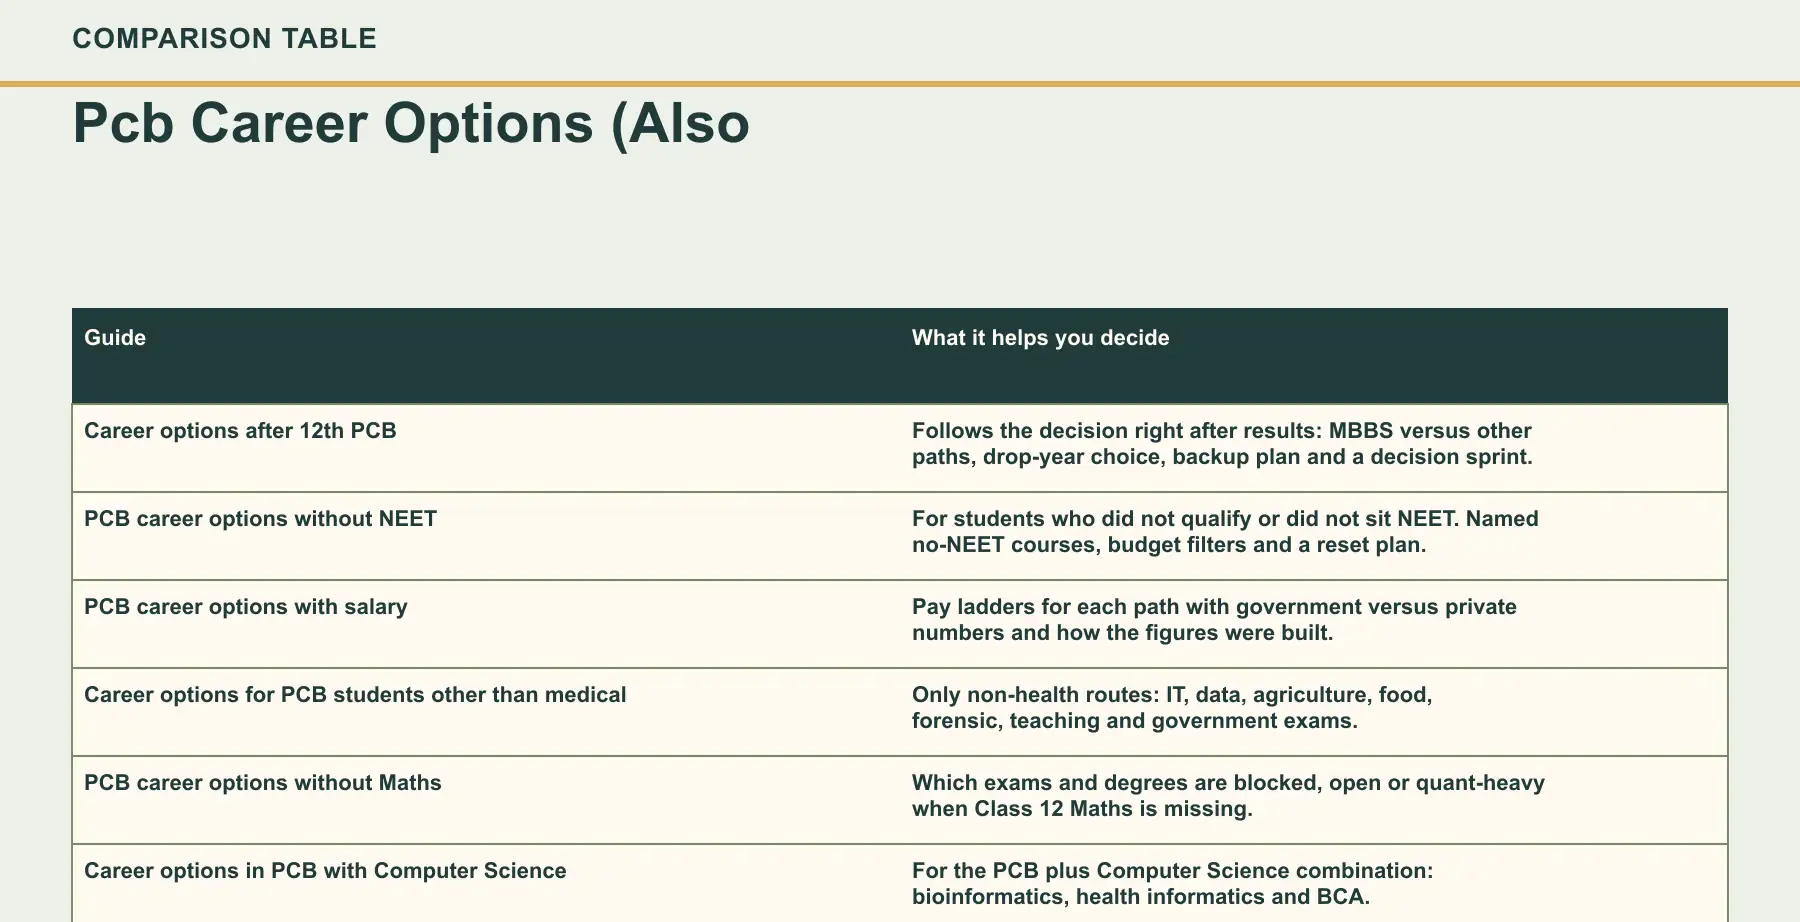 COMPARISON TABLE
Pcb Career Options (Also
Guide
What it helps you decide
Career options after 12th PCB
Follows the decision right after results: MBBS versus other
paths, drop-year choice, backup plan and a decision sprint.
PCB career options without NEET
For students who did not qualify or did not sit NEET. Named
no-NEET courses, budget filters and a reset plan.
PCB career options with salary
Pay ladders for each path with government versus private
numbers and how the figures were built.
Career options for PCB students other than medical
Only non-health routes: IT, data, agriculture, food,
forensic, teaching and government exams.
PCB career options without Maths
Which exams and degrees are blocked, open or quant-heavy
when Class 12 Maths is missing.
Career options in PCB with Computer Science
For the PCB plus Computer Science combination:
bioinformatics, health informatics and BCA.